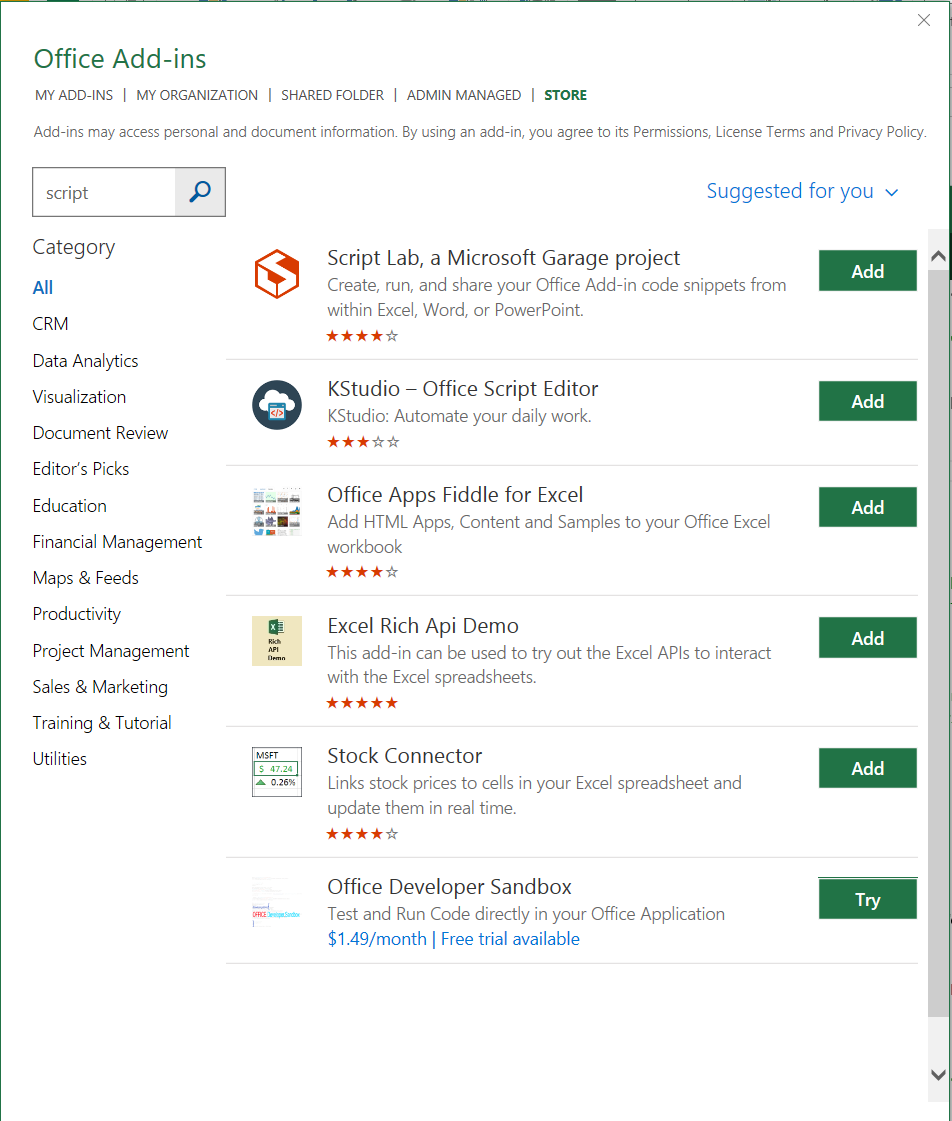 Office Add-ins
MY ADD-INS | MY ORGANIZATION | SHARED FOLDER | ADMIN MANAGED | STORE
Add-ins may access personal and document information. By using an add-in, you agree to its Permissions, License Terms and Privacy Policy.
script
Suggested for you
Category
All
CRM
Data Analytics
Visualization
Document Review
Editor's Picks
Education
Financial Management
Maps & Feeds
Productivity
Project Management
Sales & Marketing
Training & Tutorial
Utilities
Script Lab, a Microsoft Garage project
Create, run, and share your Office Add-in code snippets from
within Excel, Word, or PowerPoint.
Add
KStudio – Office Script Editor
KStudio: Automate your daily work.
Add
Office Apps Fiddle for Excel
Add HTML Apps, Content and Samples to your Office Excel
workbook
Add
Rich
API
Demo
Excel Rich Api Demo
This add-in can be used to try out the Excel APIs to interact
with the Excel spreadsheets.
Add
MSFT
$ 47.24
0.26%
Stock Connector
Links stock prices to cells in your Excel spreadsheet and
update them in real time.
Add
OFFICE Developer Sandbox
Office Developer Sandbox
Test and Run Code directly in your Office Application
$1.49/month | Free trial available
Try